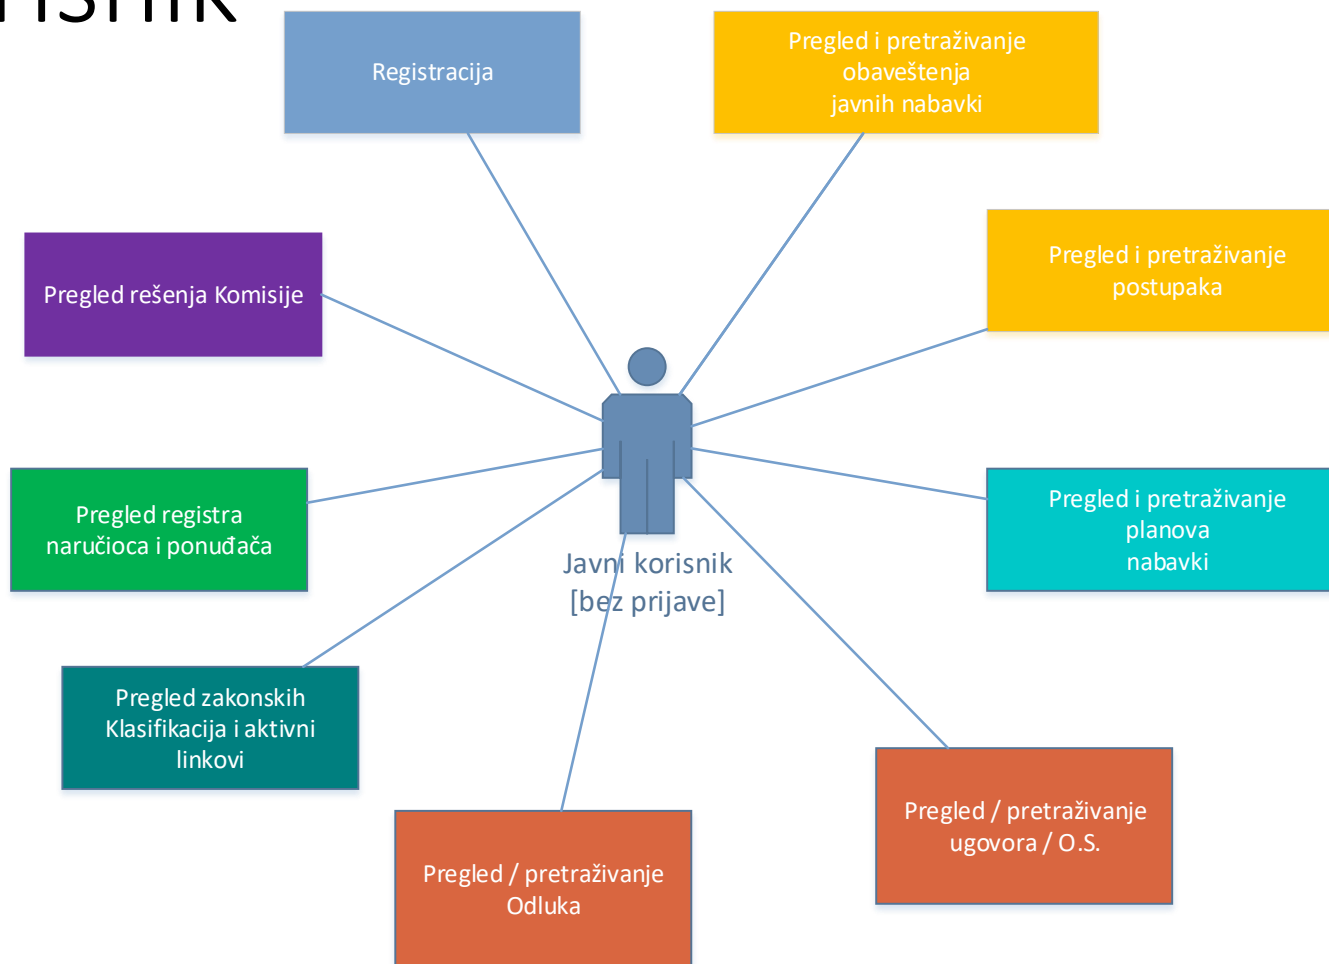 Registracija
Pregled i pretraživanje
obaveštenja
javnih nabavki
Pregled rešenja Komisije
Pregled i pretraživanje
postupaka
Pregled registra
naručioca i ponuđača
Javni korisnik
[bez prijave]
Pregled i pretraživanje
planova
nabavki
Pregled zakonskih
Klasifikacija i aktivni
linkovi
Pregled / pretraživanje
Odluka
Pregled / pretraživanje
ugovora / O.S.